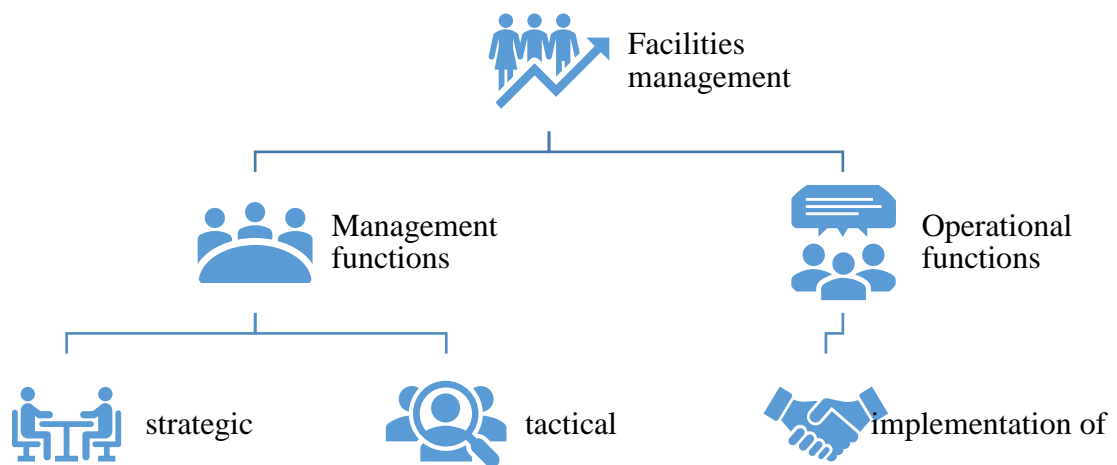 Facilities
management
Management
functions
Operational
functions
strategic
tactical
implementation of